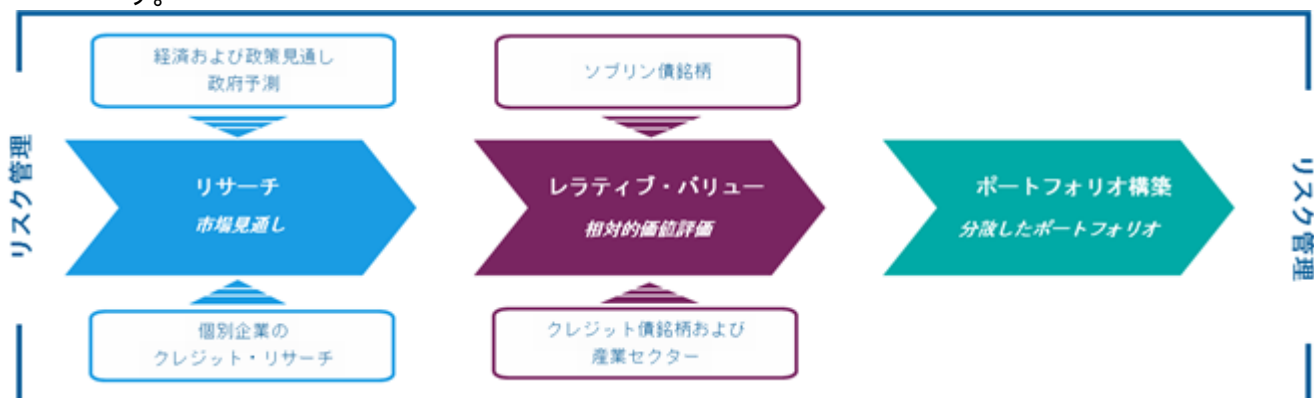 す。
リスク管理
経済および政策見通し
政府予測
リサーチ
市場見通し
個別企業の
クレジット・リサーチ
ソブリン債銘柄
レラティブ・バリュー
相対的価値評価
クレジット債銘柄および
産業セクター
ポートフォリオ構築
分散したポートフォリオ
リスク管理